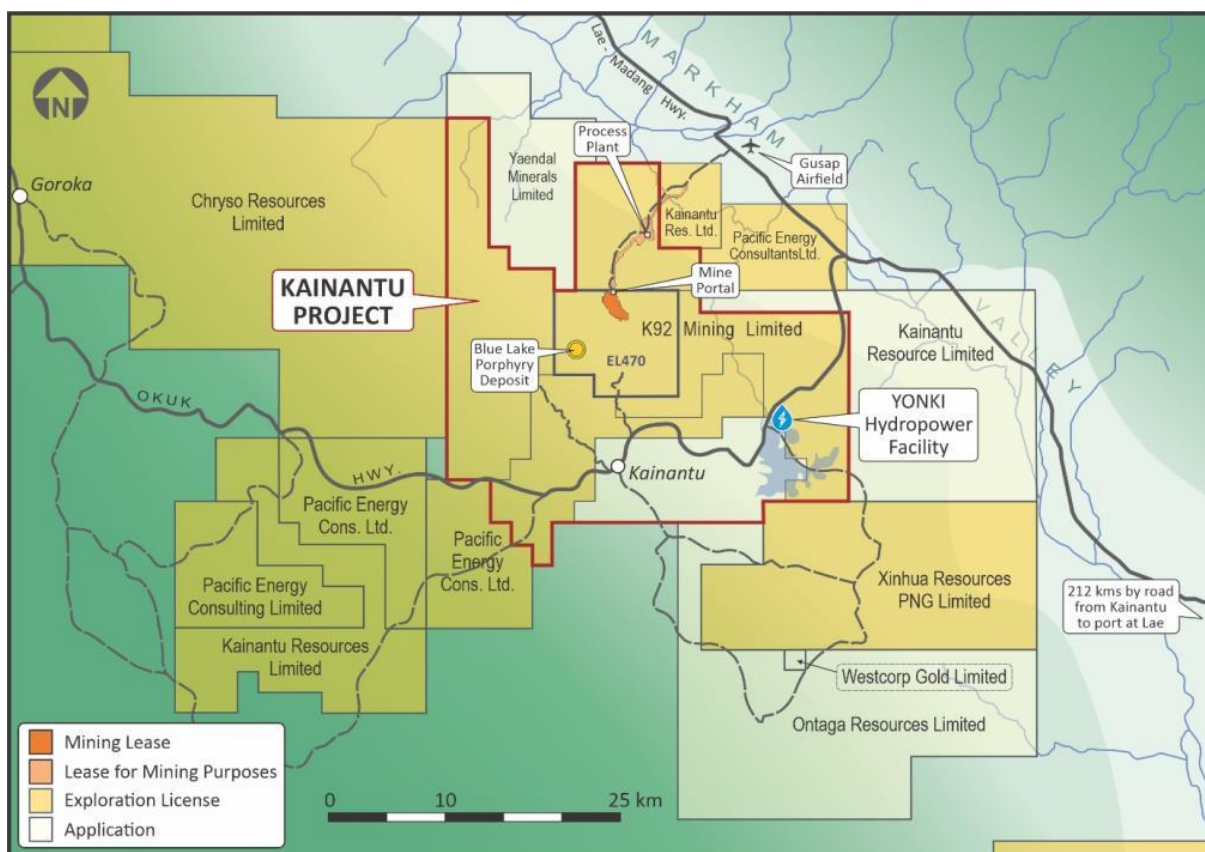 MARKHAM
Lae - Madang Hwy.
N
Process
Plant
Gusap
Airfield
Yaendal
Minerals
Limited
Goroka
Chryso Resources
Limited
Kainantu
Res. Ltd.
Pacific Energy
ConsultantsLtd.
Mine
Portal
KAINANTU
PROJECT
VALLEY
K92 Mining Limited
Kainantu
Resource Limited
Blue Lake
Porphyry
Deposit
EL470
OKUK
HWY.
YONKI
Hydropower
Facility
Kainantu
Pacific Energy
Cons. Ltd.
Pacific
Energy
Cons. Ltd.
Pacific Energy
Consulting Limited
Xinhua Resources
PNG Limited
212 kms by road
from Kainantu
to port at Lae
Kainantu Resources
Limited
Westcorp Gold Limited
Ontaga Resources Limited
Mining Lease
Lease for Mining Purposes
Exploration License
Application
0 10 25 km